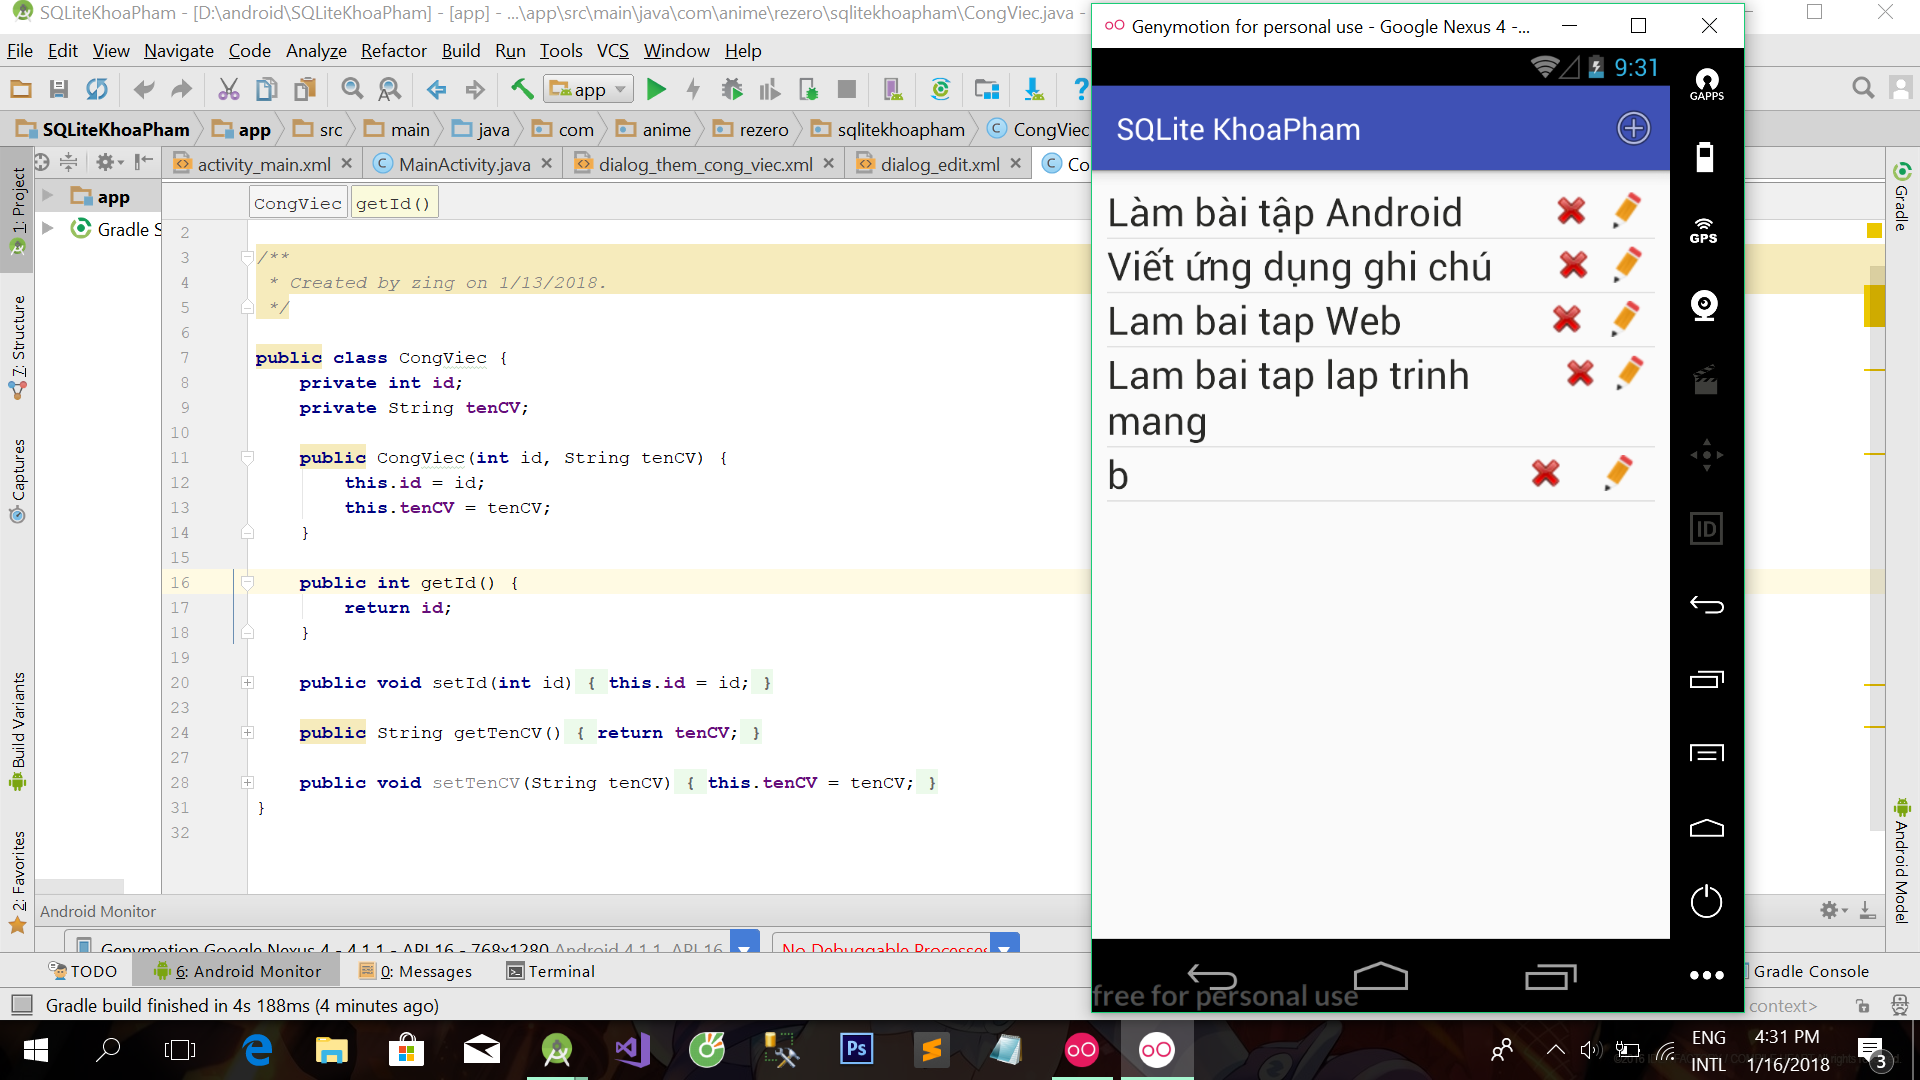 SQLiteKhoaPham - [D:\android\SQLiteKhoaPham] - [app] - ...\app\src\main\java\com\anime\rezero\sqlitekhoapham\CongViec.java -
File Edit View Navigate Code Analyze Refactor Build Run Tools VCS Window Help
app
SQLiteKhoaPham app src main java com anime rezero sqlitekhoapham CongViec
activity_main.xml MainActivity.java dialog_them_cong_viec.xml dialog_edit.xml Co
1: Project
7: Structure
Captures
Build Variants
2: Favorites
app
Gradle S
CongViec getId()
2
3 /**
4 * Created by zing on 1/13/2018.
5 */
6
7 public class CongViec {
8 private int id;
9 private String tenCV;
10
11 public CongViec(int id, String tenCV) {
12 this.id = id;
13 this.tenCV = tenCV;
14 }
15
16 public int getId() {
17 return id;
18 }
19
20 public void setId(int id) { this.id = id; }
23
24 public String getTenCV() { return tenCV; }
27
28 public void setTenCV(String tenCV) { this.tenCV = tenCV; }
31 }
32
Android Monitor
Genymotion Google Nexus 4 - 4.1.1 - API 16 - 768x1280 Android 4.1.1, API 16
No Debuggable Processes
TODO 6: Android Monitor 0: Messages Terminal
Gradle Console
Gradle build finished in 4s 188ms (4 minutes ago)
context>
Gradle
Android Model
Genymotion for personal use - Google Nexus 4 -...
9:31
SQLite KhoaPham
Làm bài tập Android
Viết ứng dụng ghi chú
Lam bai tap Web
Lam bai tap lap trinh
mang
b
free for personal use
GAPPS
GPS
ID
Ps
ENG
INTL
4:31 PM
1/16/2018
3